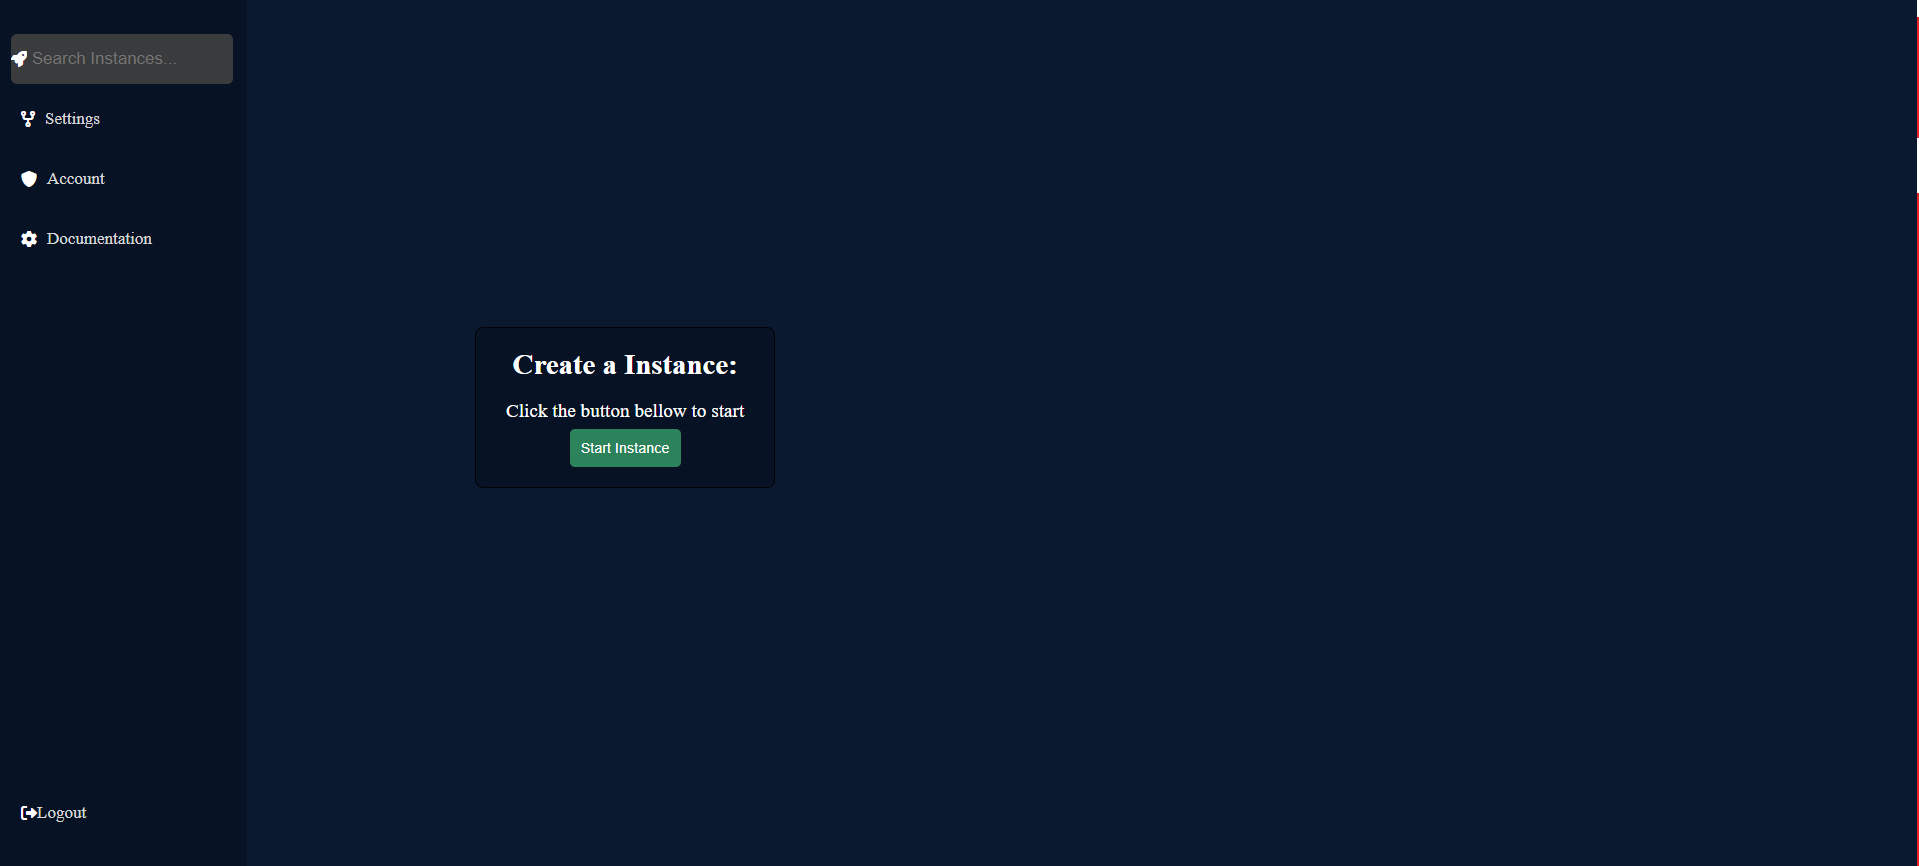 Search Instances...
Settings
Account
Documentation
Create a Instance:
Click the button bellow to start
Start Instance
Logout